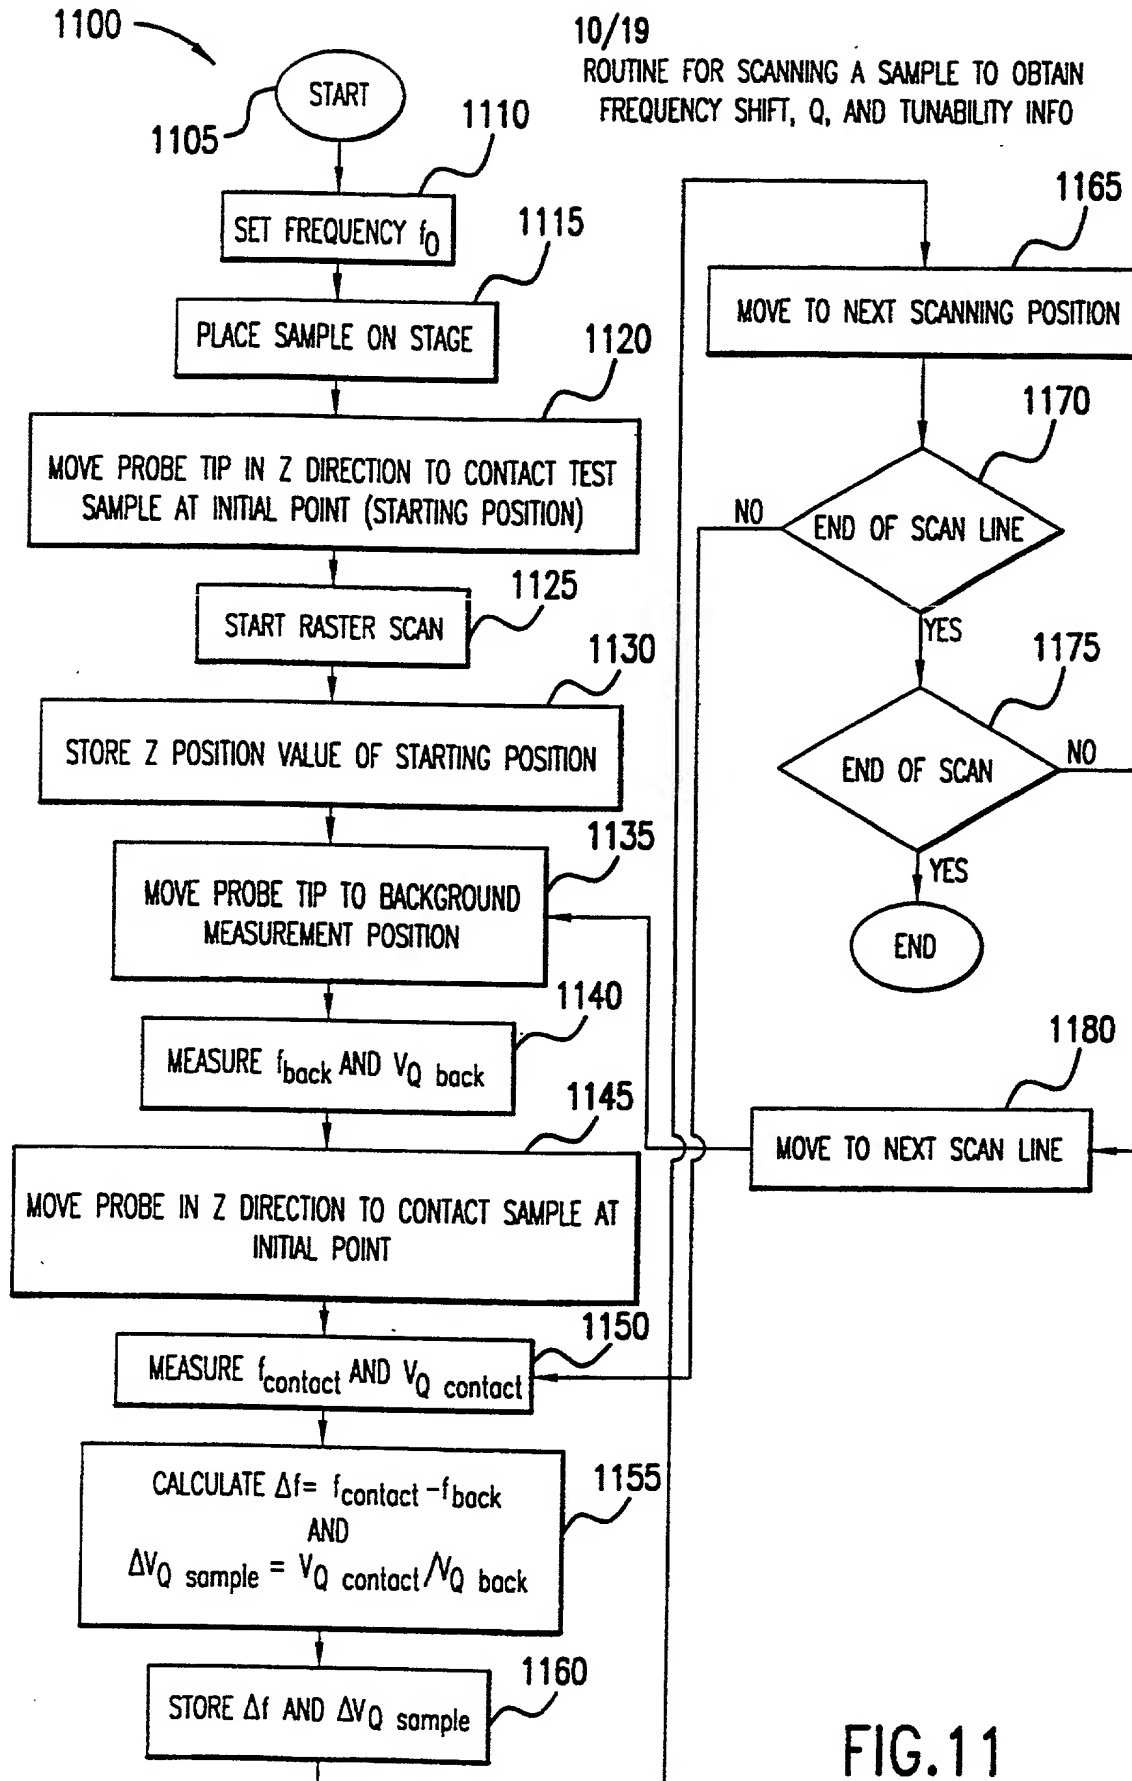 1100
10/19
ROUTINE FOR SCANNING A SAMPLE TO OBTAIN
FREQUENCY SHIFT, Q, AND TUNABILITY INFO
START
1105
1110
SET FREQUENCY f0
1115
PLACE SAMPLE ON STAGE
1120
MOVE PROBE TIP IN Z DIRECTION TO CONTACT TEST
SAMPLE AT INITIAL POINT (STARTING POSITION)
1125
START RASTER SCAN
1130
STORE Z POSITION VALUE OF STARTING POSITION
1135
MOVE PROBE TIP TO BACKGROUND
MEASUREMENT POSITION
1140
MEASURE fback AND VQ back
1145
MOVE PROBE IN Z DIRECTION TO CONTACT SAMPLE AT
INITIAL POINT
1150
MEASURE fcontact AND VQ contact
1155
CALCULATE Δf= fcontact -fback
AND
ΔVQ sample = VQ contact/VQ back
1160
STORE Δf AND ΔVQ sample
1165
MOVE TO NEXT SCANNING POSITION
1170
END OF SCAN LINE
NO
YES
1175
END OF SCAN
NO
YES
END
1180
MOVE TO NEXT SCAN LINE
FIG.11